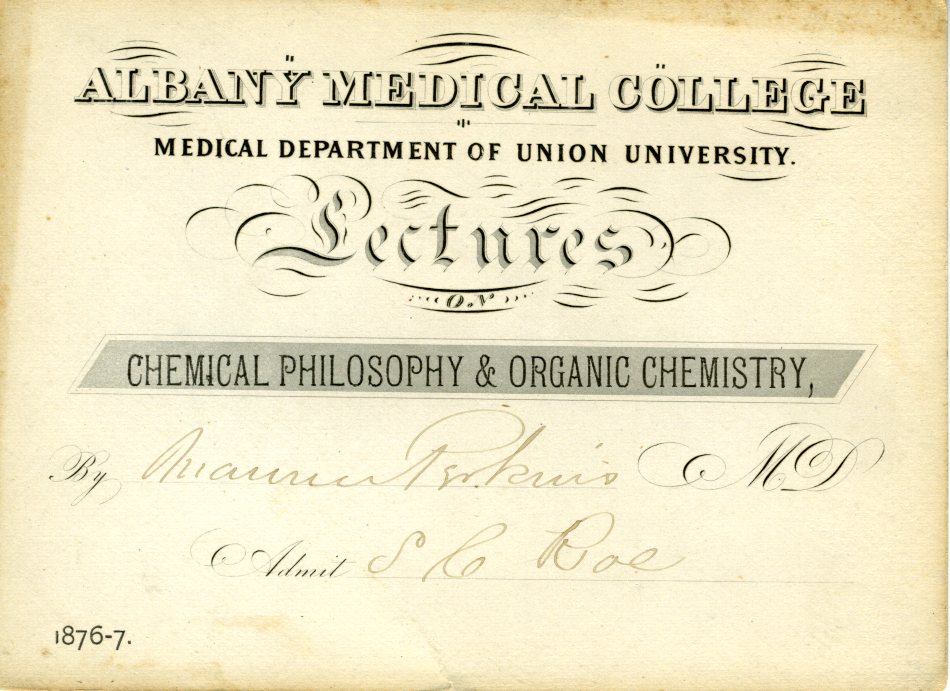 ALBANY MEDICAL COLLEGE
MEDICAL DEPARTMENT OF UNION UNIVERSITY.
Lectures
ON
CHEMICAL PHILOSOPHY & ORGANIC CHEMISTRY,
By Maurice Perkins M.D
Admit S C Roe
1876-7.